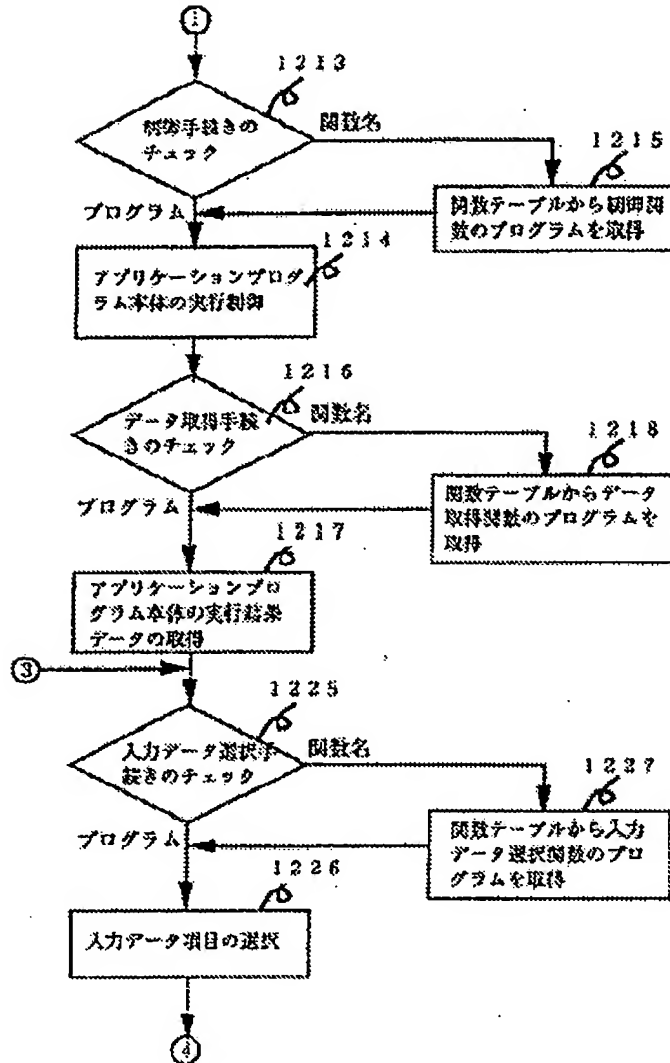 ①
1213
制御手続きの
チェック
関数名
1215
関数テーブルから制御関
数のプログラムを取得
プログラム
1214
アプリケーションプログ
ラム本体の実行制御
1216
データ取得手続
きのチェック
関数名
1218
関数テーブルからデータ
取得関数のプログラムを
取得
プログラム
1217
アプリケーションプロ
グラム本体の実行結果
データの取得
③
1225
入力データ選択手
続きのチェック
関数名
1227
関数テーブルから入力
データ選択関数のプロ
グラムを取得
プログラム
1226
入力データ項目の選択
④